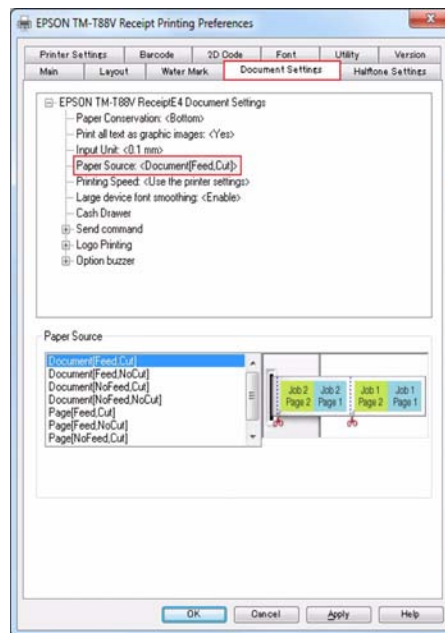 EPSON TM-T88V Receipt Printing Preferences
Printer Settings Barcode 2D Code Font Utility Version
Main Layout Water Mark Document Settings Halftone Settings
EPSON TM-T88V ReceiptE4 Document Settings
Paper Conservation: <Bottom>
Print all text as graphic images: <Yes>
Input Unit: <0.1 mm>
Paper Source: <Document[Feed,Cut]>
Printing Speed: <Use the printer settings>
Large device font smoothing: <Enable>
Cash Drawer
Send command
Logo Printing
Option buzzer
Paper Source
Document[Feed,Cut]
Document[Feed,NoCut]
Document[NoFeed,Cut]
Document[NoFeed,NoCut]
Page[Feed,Cut]
Page[Feed,NoCut]
Page[NoFeed,Cut]
Job 2 Job 2 Job 1 Job 1
Page 2 Page 1 Page 2 Page 1
OK Cancel Apply Help